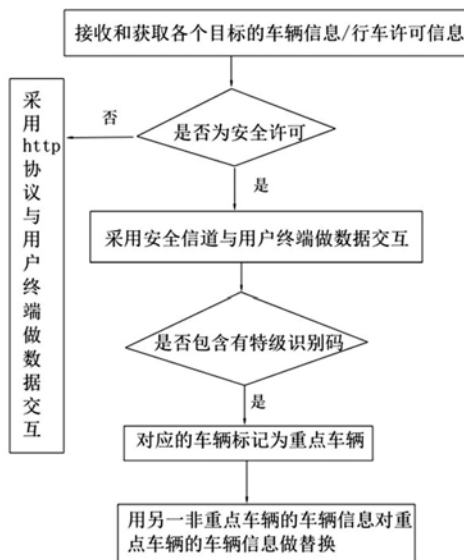 接收和获取各个目标的车辆信息/行车许可信息
否
是否为安全许可
采用http协议与用户终端做数据交互
是
采用安全信道与用户终端做数据交互
是否包含有特级识别码
是
对应的车辆标记为重点车辆
用另一非重点车辆的车辆信息对重
点车辆的车辆信息做替换